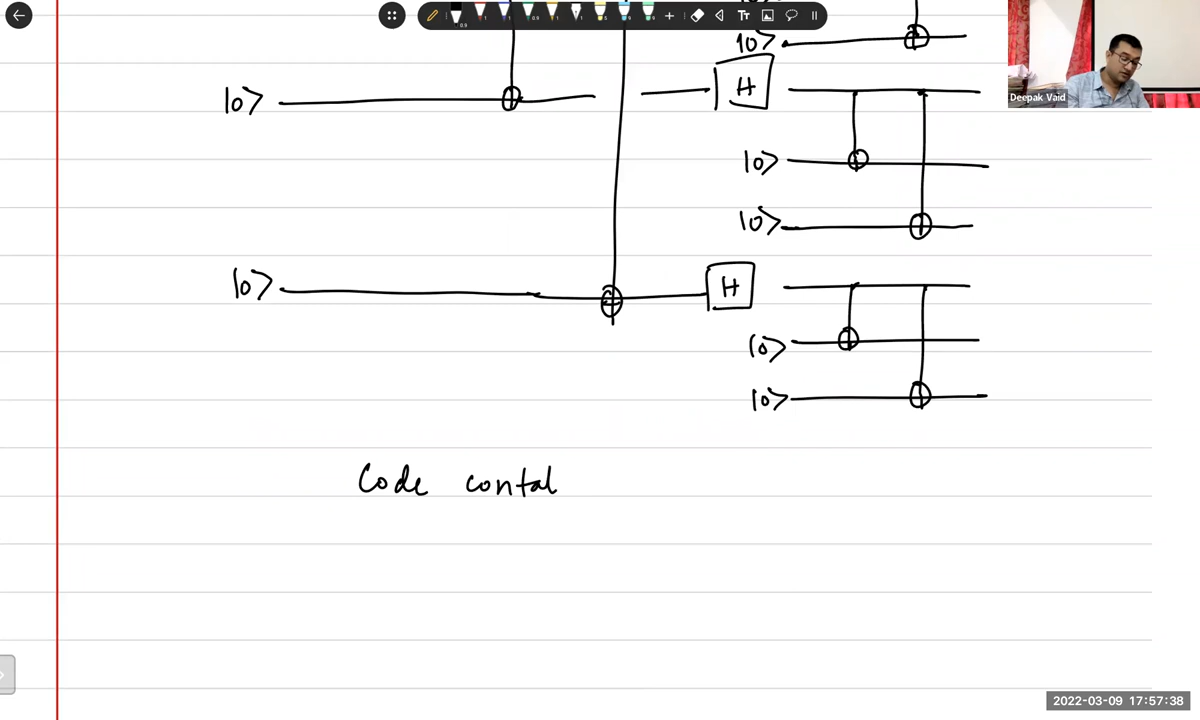 |0>
|0> H
|0>
|0>
|0> H
|0>
|0>
Code contal
Deepak Vaid
2022-03-09 17:57:38